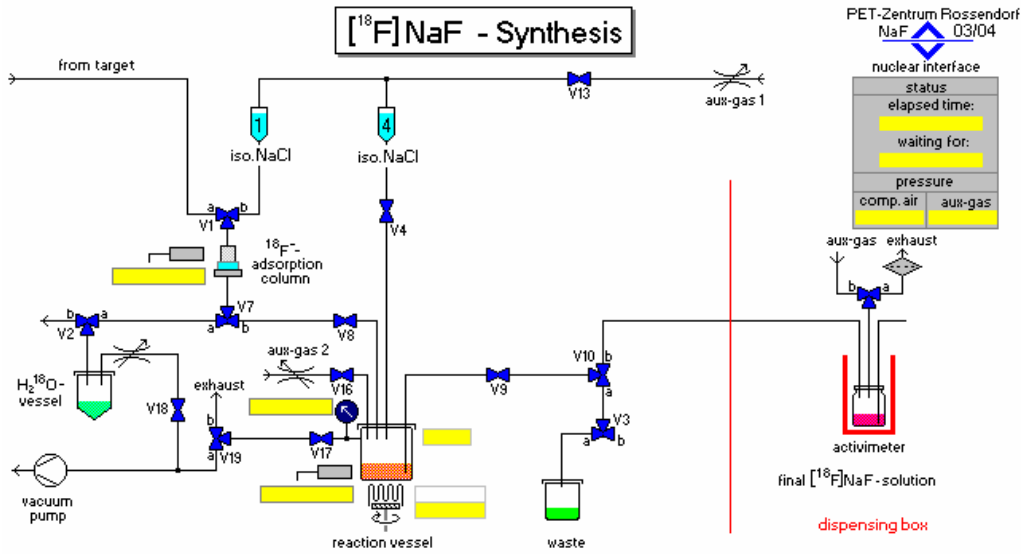 [¹⁸F]NaF - Synthesis
PET-Zentrum Rossendorf
NaF 03/04
nuclear interface
status
elapsed time:
waiting for:
pressure
comp. air
aux-gas
from target
V13
aux-gas 1
1
iso.NaCl
4
iso.NaCl
a
b
V1
V4
¹⁸F⁻-
adsorption
column
aux-gas
exhaust
b
a
V7
a
b
b
a
V2
V8
H₂¹⁸O-
vessel
aux-gas 2
V16
V10
b
a
V9
exhaust
V18
b
a
V19
V17
V3
a
b
activimeter
vacuum
pump
final [¹⁸F]NaF-solution
reaction vessel
waste
dispensing box